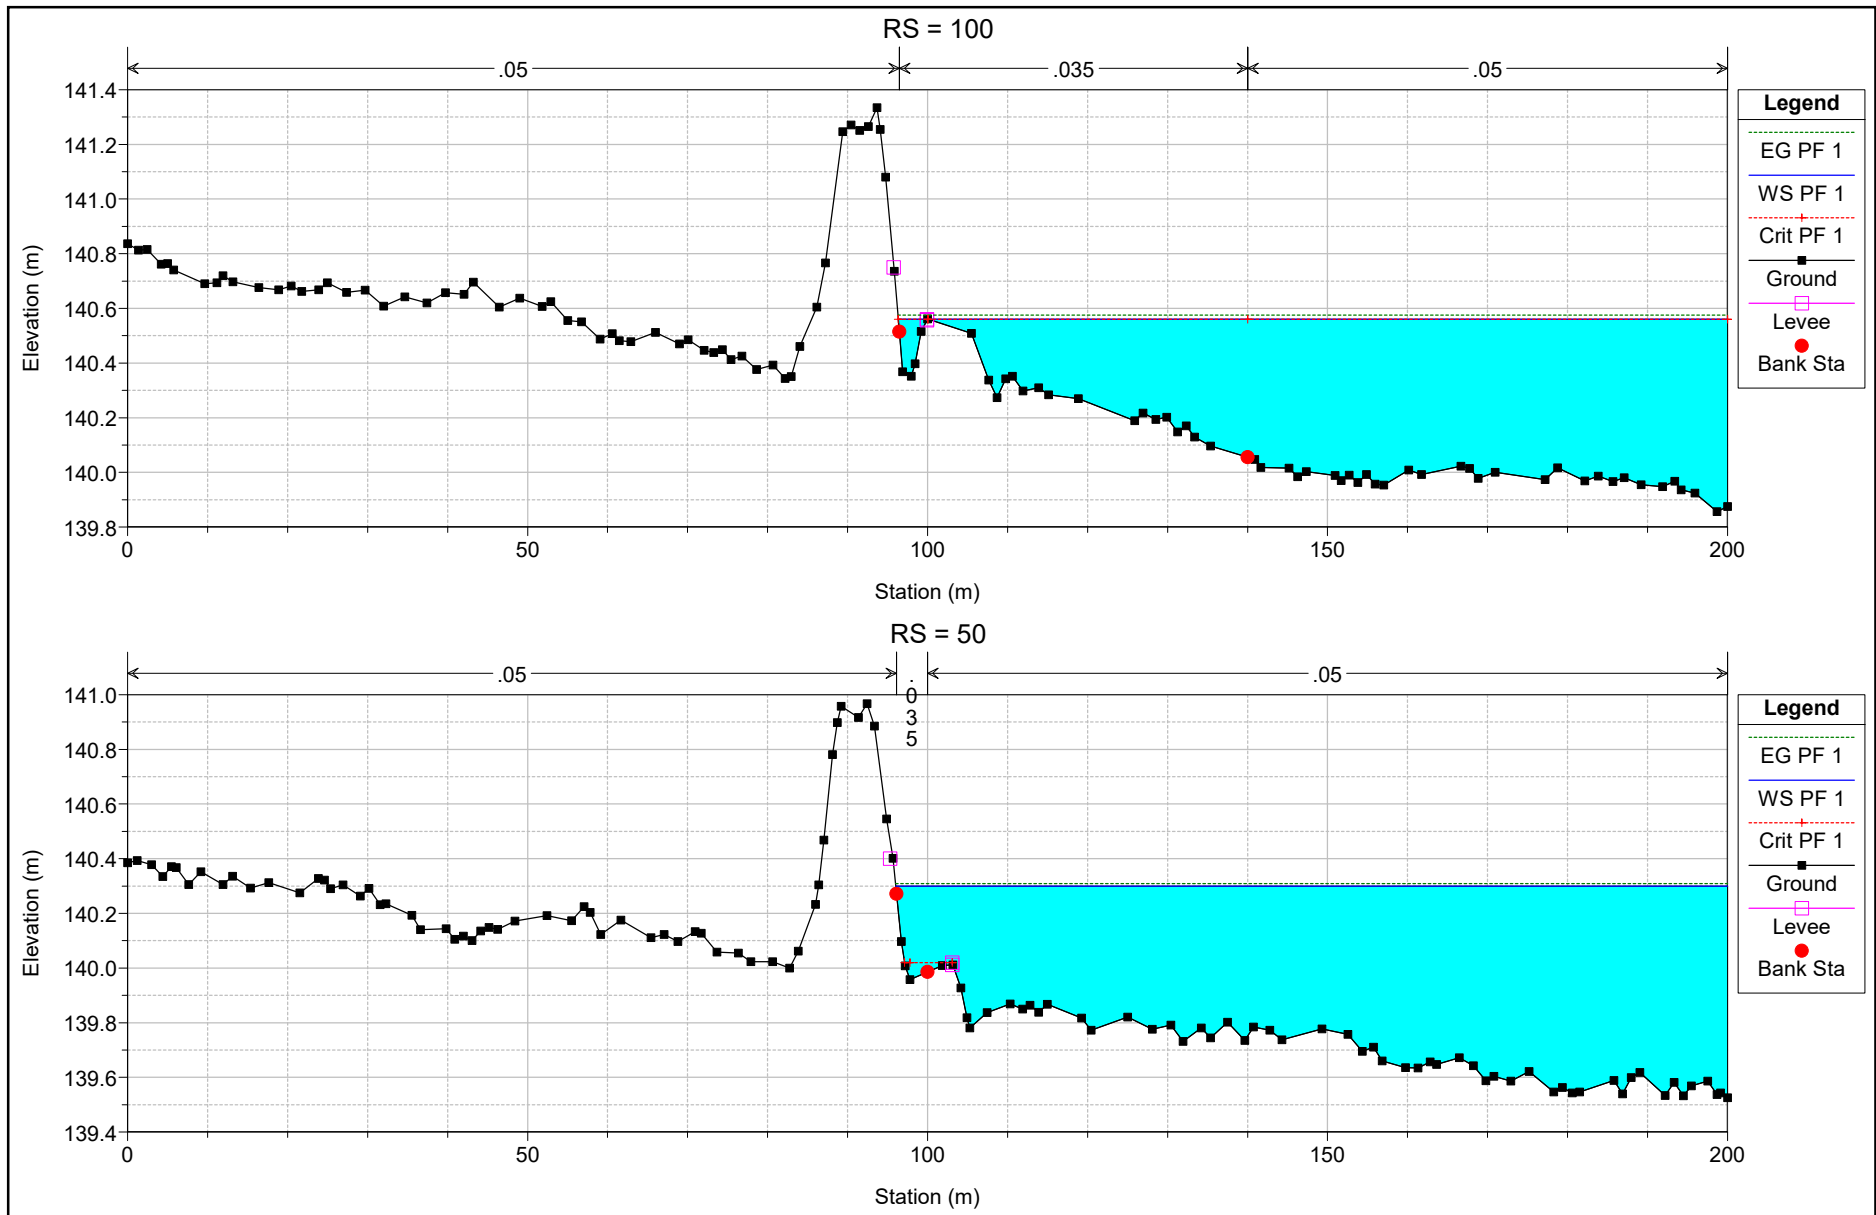 RS = 100
.05 .035 .05
141.4
141.2
141.0
140.8
140.6
140.4
140.2
140.0
139.8
Elevation (m)
0 50 100 150 200
Station (m)
Legend
EG PF 1
WS PF 1
Crit PF 1
Ground
Levee
Bank Sta
RS = 50
.05 .035 .05
141.0
140.8
140.6
140.4
140.2
140.0
139.8
139.6
139.4
Elevation (m)
0 50 100 150 200
Station (m)
Legend
EG PF 1
WS PF 1
Crit PF 1
Ground
Levee
Bank Sta